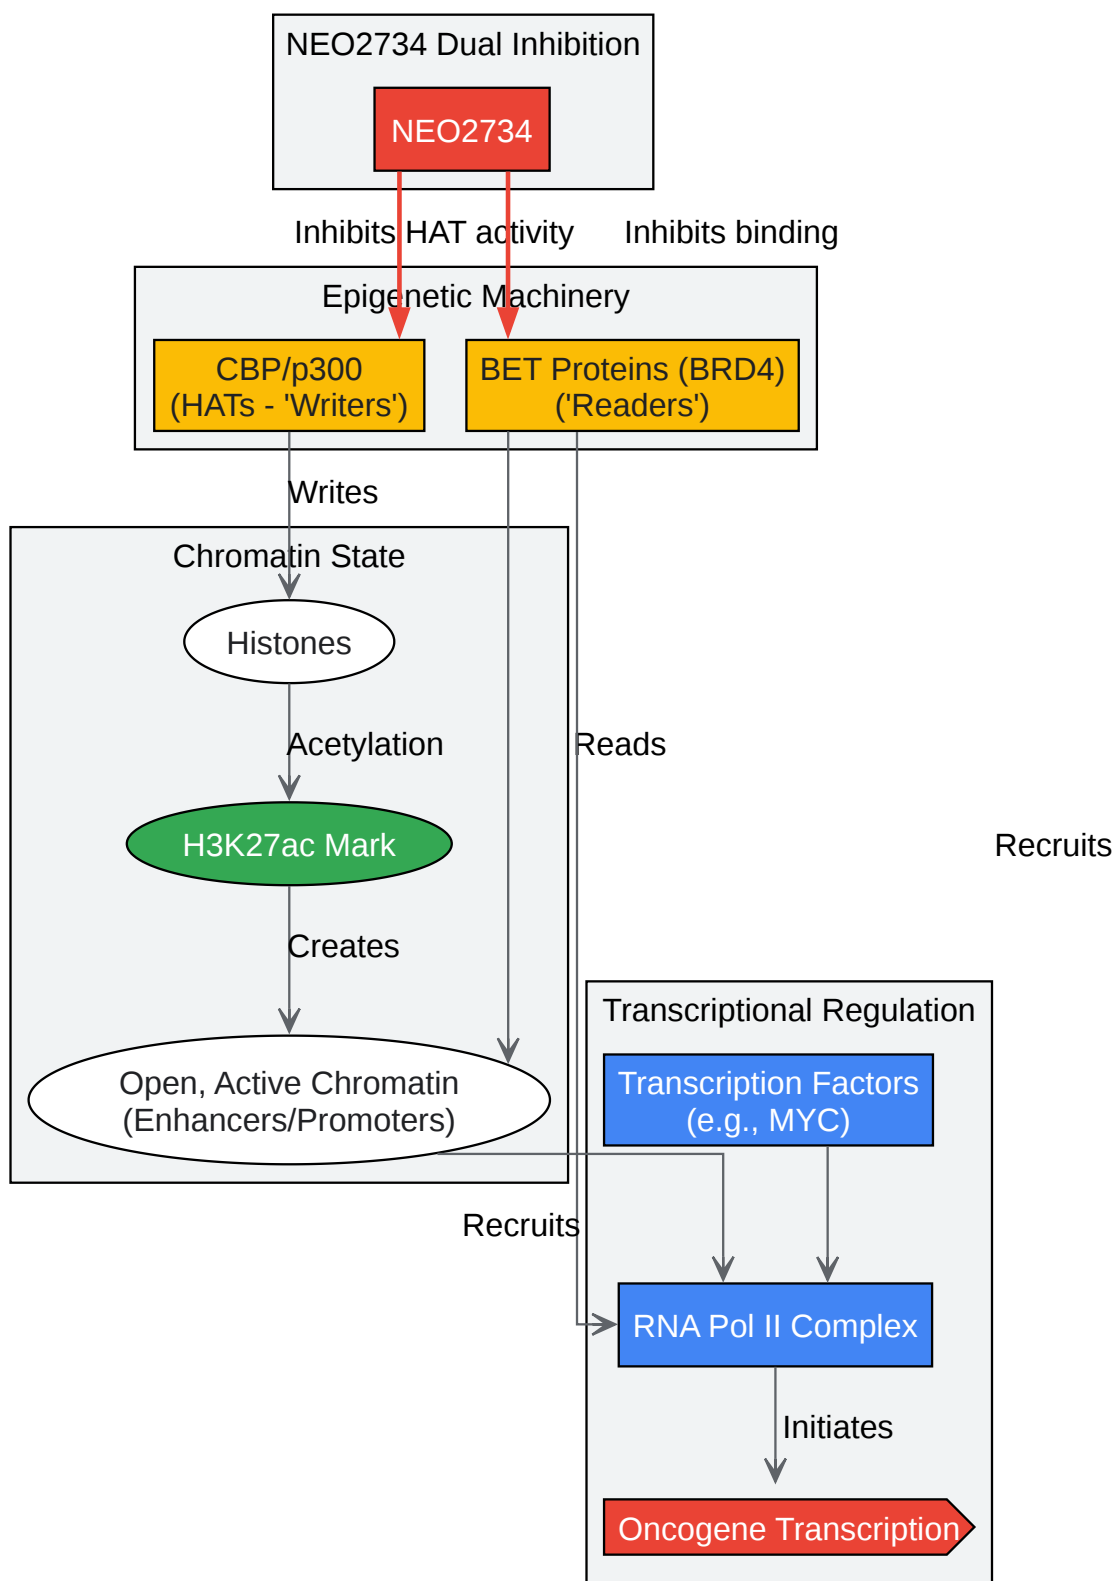 NEO2734 Dual Inhibition
NEO2734
Inhibits HAT activity
Inhibits binding
Epigenetic Machinery
CBP/p300
(HATs - 'Writers')
BET Proteins (BRD4)
('Readers')
Writes
Chromatin State
Histones
Acetylation
Reads
H3K27ac Mark
Recruits
Creates
Transcriptional Regulation
Open, Active Chromatin
(Enhancers/Promoters)
Transcription Factors
(e.g., MYC)
Recruits
RNA Pol II Complex
Initiates
Oncogene Transcription